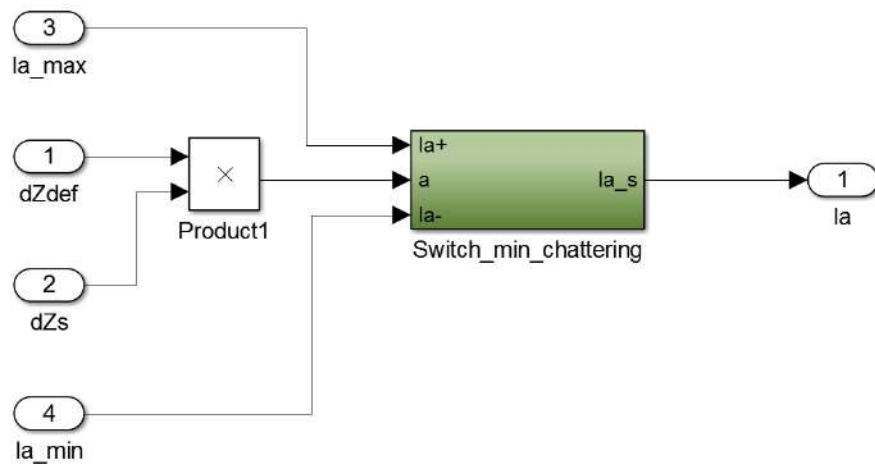 3
Ia_max
1
dZdef
2
dZs
4
Ia_min
×
Product1
Ia+
a
Ia-
Ia_s
Switch_min_chattering
1
Ia